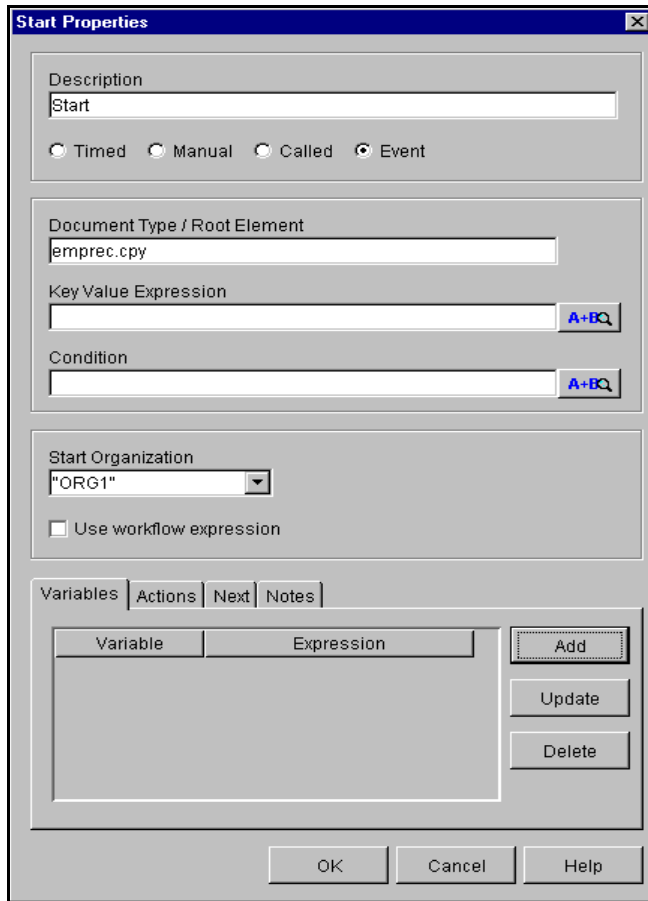 Start Properties
Description
Start
Timed Manual Called Event
Document Type / Root Element
emprec.cpy
Key Value Expression
A+B
Condition
A+B
Start Organization
"ORG1"
Use workflow expression
Variables Actions Next Notes
Variable Expression
Add
Update
Delete
OK Cancel Help